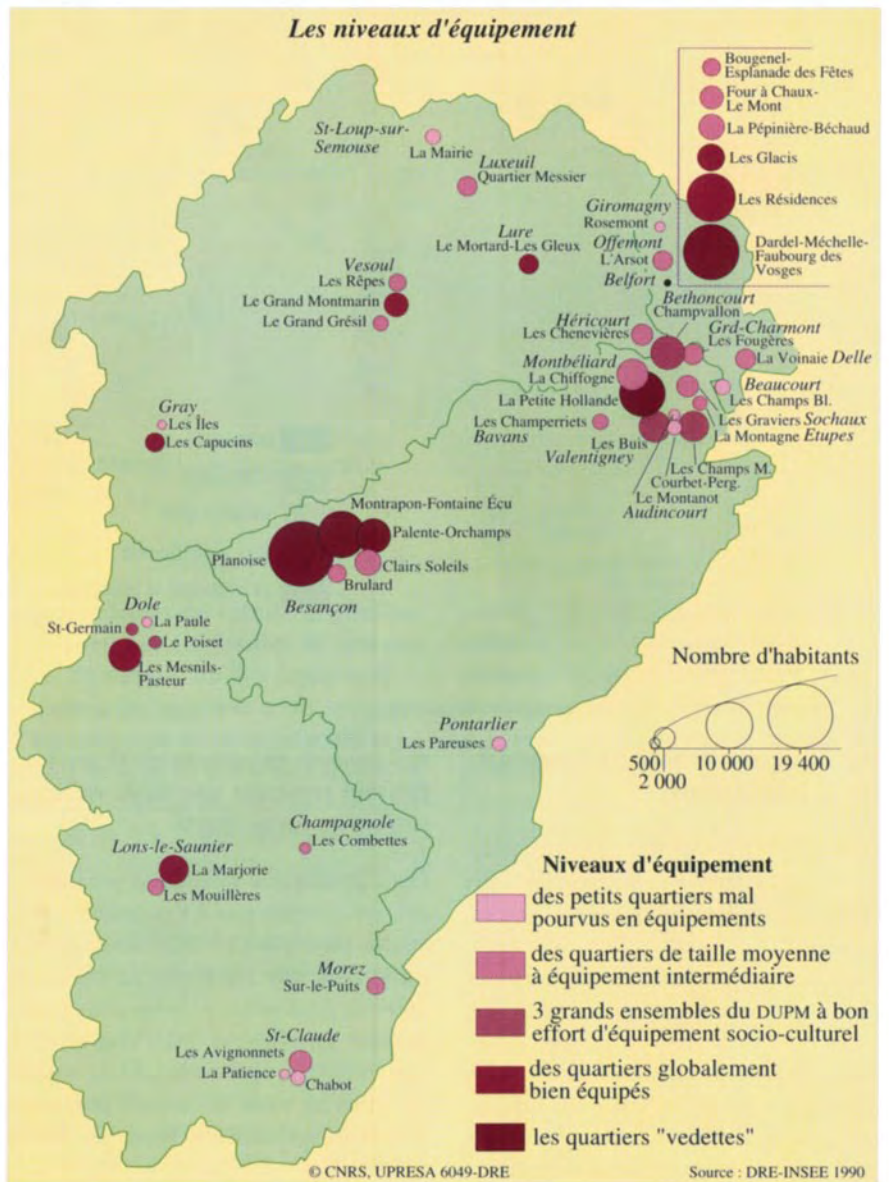 Les niveaux d'équipement
Bougenel-
Esplanade des Fêtes
Four à Chaux-
Le Mont
La Pépinière-Béchaud
Les Glacis
Les Résidences
Dardel-Méchelle-
Faubourg des
Vosges
St-Loup-sur-
Semouse
La Mairie
Luxeuil
Quartier Messier
Giromagny
Rosemont
Offemont
L'Arsot
Belfort
Lure
Le Mortard-Les Gleux
Vesoul
Les Rêpes
Le Grand Montmarin
Le Grand Grésil
Bethoncourt
Champvallon
Héricourt
Les Chenevières
Grd-Charmont
Les Fougères
La Voinaie Delle
Montbéliard
La Chiffogne
Beaucourt
Les Champs Bl.
La Petite Hollande
Les Graviers Sochaux
Les Champerriets
Bavans
Les Buis
La Montagne Etupes
Valentigney
Les Champs M.
Courbet-Perg.
Le Montanot
Audincourt
Gray
Les Îles
Les Capucins
Montrapon-Fontaine Écu
Palente-Orchamps
Planoise
Clairs Soleils
Brulard
Besançon
Dole
La Paule
St-Germain
Le Poiset
Les Mesnils-
Pasteur
Nombre d'habitants
500
2 000
10 000
19 400
Pontarlier
Les Pareuses
Champagnole
Les Combettes
Lons-le-Saunier
La Marjorie
Les Mouillères
Morez
Sur-le-Puits
St-Claude
Les Avignonnets
La Patience
Chabot
Niveaux d'équipement
des petits quartiers mal
pourvus en équipements
des quartiers de taille moyenne
à équipement intermédiaire
3 grands ensembles du DUPM à bon
effort d'équipement socio-culturel
des quartiers globalement
bien équipés
les quartiers "vedettes"
© CNRS, UPRESA 6049-DRE
Source : DRE-INSEE 1990